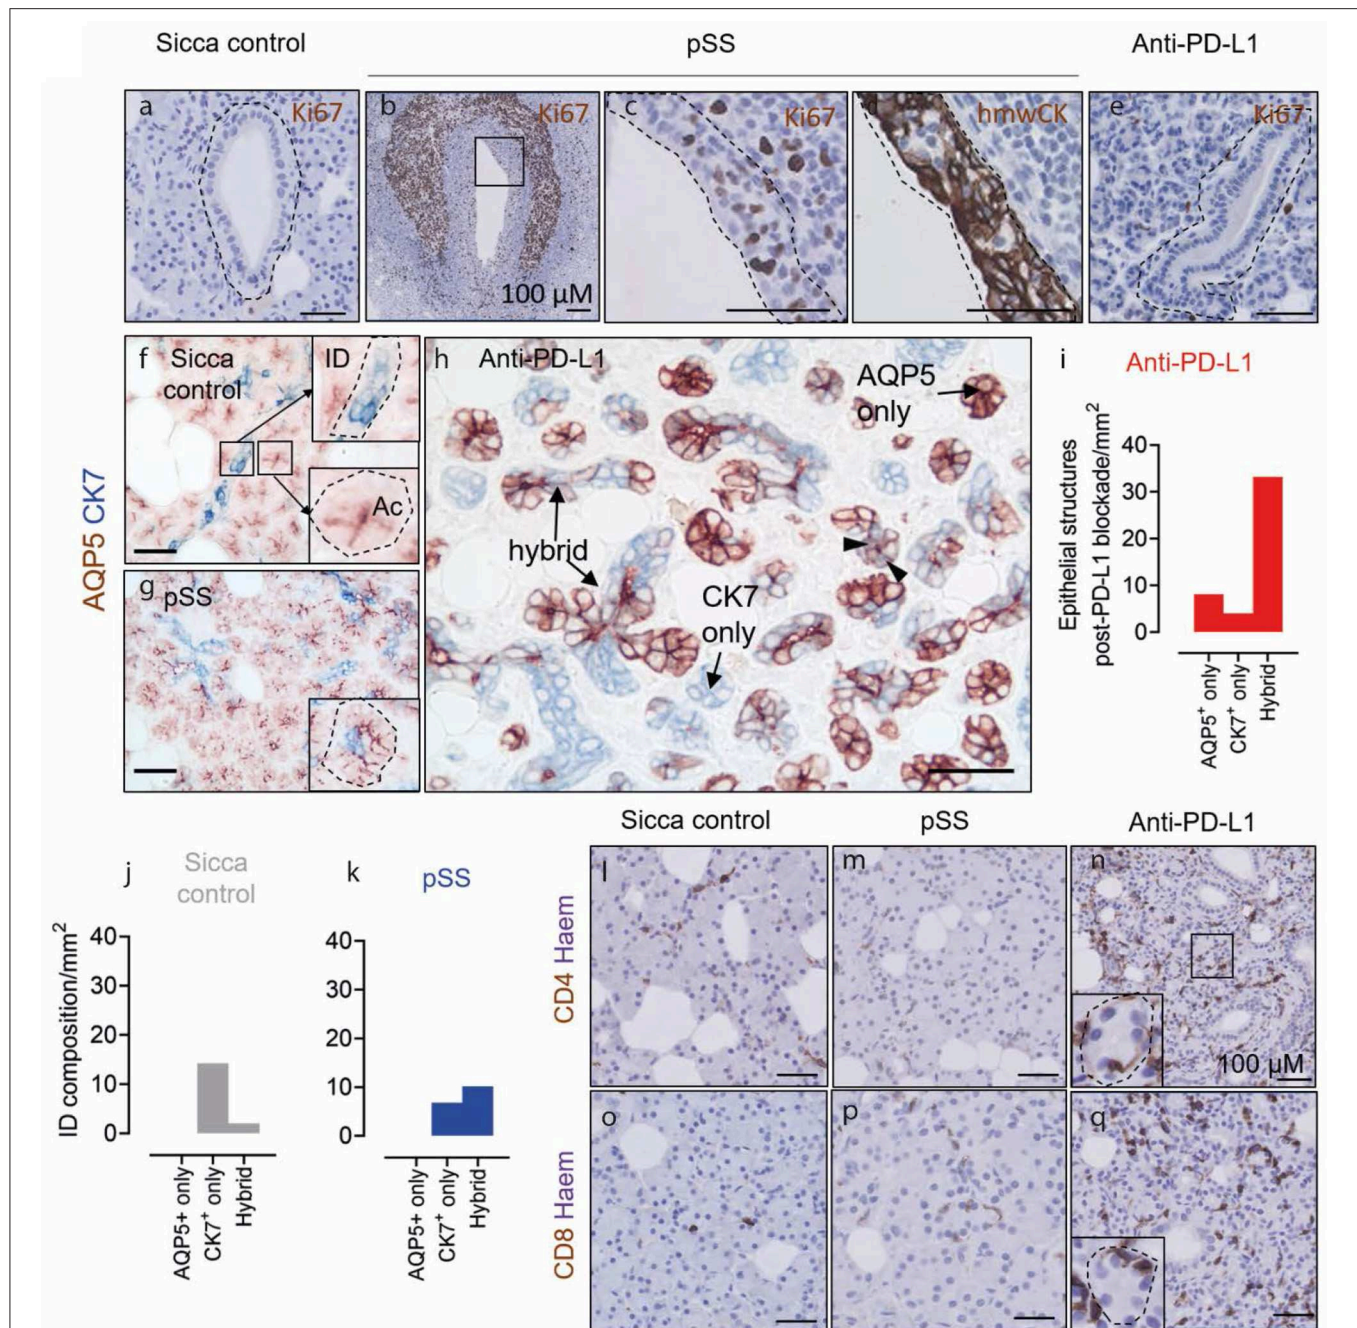 Sicca control
pSS
Anti-PD-L1
a
Ki67
b
Ki67
100 µM
c
Ki67
d
hmwCK
e
Ki67
AQP5 CK7
f
Sicca
control
ID
Ac
g
pSS
h
Anti-PD-L1
AQP5
only
hybrid
CK7
only
i
Anti-PD-L1
Epithelial structures
post-PD-L1 blockade/mm²
40
30
20
10
0
AQP5⁺ only
CK7⁺ only
Hybrid
j
Sicca
control
ID composition/mm²
40
30
20
10
0
AQP5+ only
CK7⁺ only
Hybrid
k
pSS
40
30
20
10
0
AQP5⁺ only
CK7⁺ only
Hybrid
Sicca control
pSS
Anti-PD-L1
CD4 Haem
l
m
n
100 µM
CD8 Haem
o
p
q